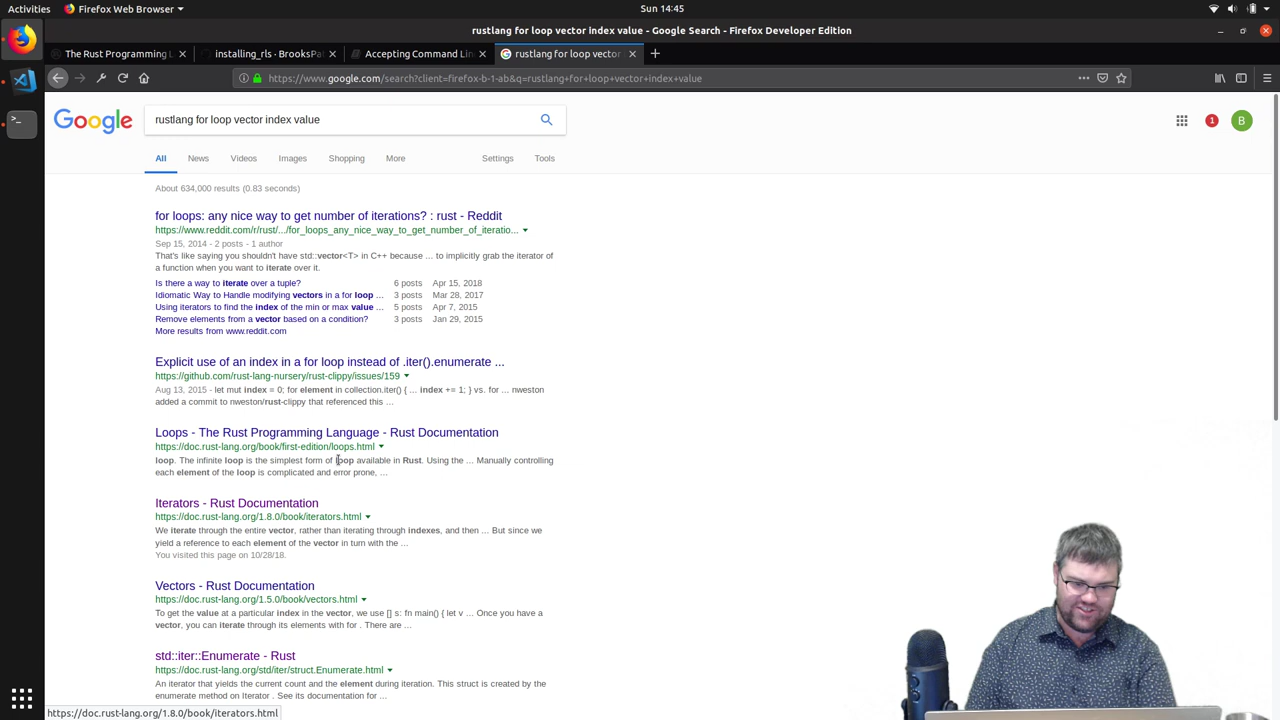 Activities
Firefox Web Browser
Sun 14:45
rustlang for loop vector index value - Google Search - Firefox Developer Edition
The Rust Programming L
installing_rls · BrooksPa
Accepting Command Lin
rustlang for loop vector
https://www.google.com/search?client=firefox-b-1-ab&q=rustlang+for+loop+vector+index+value
Google
rustlang for loop vector index value
1
B
All
News
Videos
Images
Shopping
More
Settings
Tools
About 634,000 results (0.83 seconds)
for loops: any nice way to get number of iterations? : rust - Reddit
https://www.reddit.com/r/rust/.../for_loops_any_nice_way_to_get_number_of_iteratio...
Sep 15, 2014 - 2 posts - 1 author
That's like saying you shouldn't have std::vector<T> in C++ because ... to implicitly grab the iterator of
a function when you want to iterate over it.
Is there a way to iterate over a tuple? 6 posts Apr 15, 2018
Idiomatic Way to Handle modifying vectors in a for loop ... 3 posts Mar 28, 2017
Using iterators to find the index of the min or max value ... 5 posts Apr 7, 2015
Remove elements from a vector based on a condition? 3 posts Jan 29, 2015
More results from www.reddit.com
Explicit use of an index in a for loop instead of .iter().enumerate ...
https://github.com/rust-lang-nursery/rust-clippy/issues/159
Aug 13, 2015 - let mut index = 0; for element in collection.iter() { ... index += 1; } vs. for ... nweston
added a commit to nweston/rust-clippy that referenced this ...
Loops - The Rust Programming Language - Rust Documentation
https://doc.rust-lang.org/book/first-edition/loops.html
loop. The infinite loop is the simplest form of loop available in Rust. Using the ... Manually controlling
each element of the loop is complicated and error prone, ...
Iterators - Rust Documentation
https://doc.rust-lang.org/1.8.0/book/iterators.html
We iterate through the entire vector, rather than iterating through indexes, and then ... But since we
yield a reference to each element of the vector in turn with the ...
You visited this page on 10/28/18.
Vectors - Rust Documentation
https://doc.rust-lang.org/1.5.0/book/vectors.html
To get the value at a particular index in the vector, we use [] s: fn main() { let v ... Once you have a
vector, you can iterate through its elements with for . There are ...
std::iter::Enumerate - Rust
https://doc.rust-lang.org/std/iter/struct.Enumerate.html
An iterator that yields the current count and the element during iteration. This struct is created by the
enumerate method on Iterator . See its documentation for ...
https://doc.rust-lang.org/1.8.0/book/iterators.html